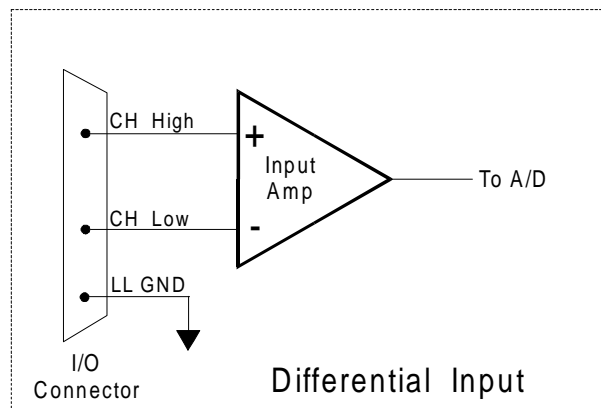 CH High
+
Input
Amp
To A/D
CH Low
-
LL GND
I/O
Connector
Differential Input